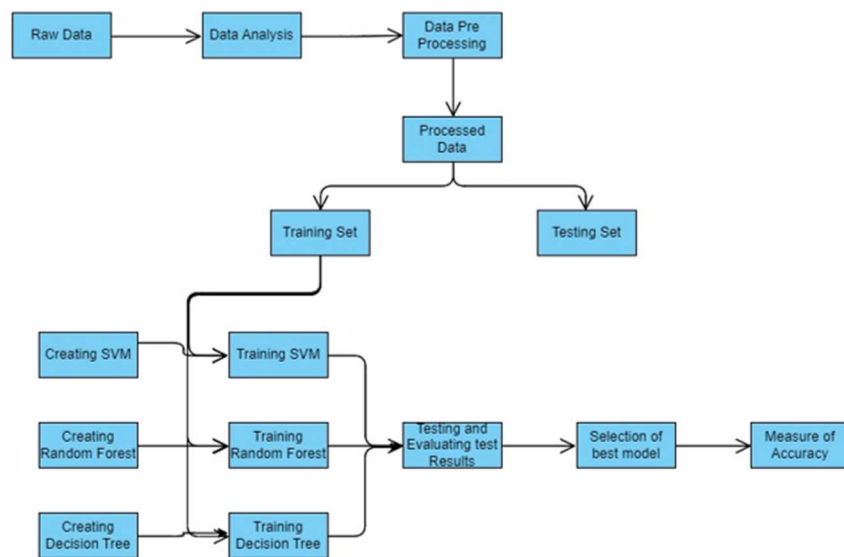 Raw Data
Data Analysis
Data Pre
Processing
Processed
Data
Training Set
Testing Set
Creating SVM
Training SVM
Creating
Random Forest
Training
Random Forest
Testing and
Evaluating test
Results
Selection of
best model
Measure of
Accuracy
Creating
Decision Tree
Training
Decision Tree